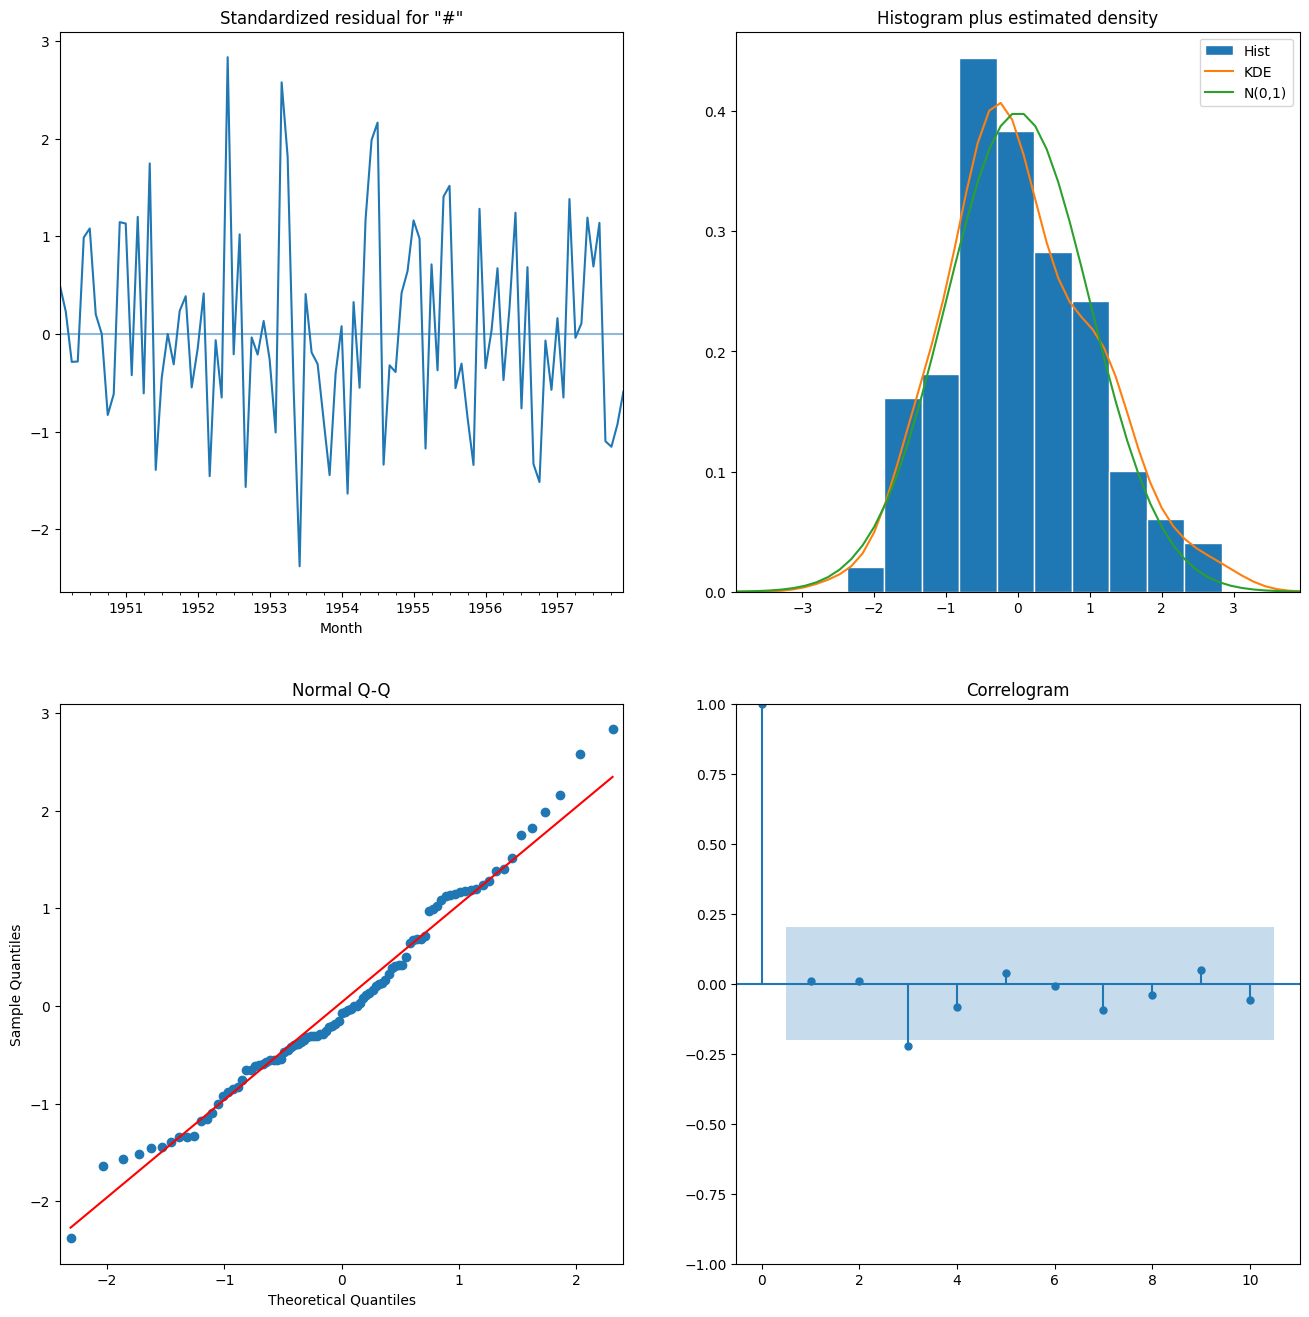 Standardized residual for "#"
3
2
1
0
−1
−2
1951 1952 1953 1954 1955 1956 1957
Month
Histogram plus estimated density
Hist
KDE
N(0,1)
0.4
0.3
0.2
0.1
0.0
−3 −2 −1 0 1 2 3
Normal Q-Q
Sample Quantiles
3
2
1
0
−1
−2
−2 −1 0 1 2
Theoretical Quantiles
Correlogram
1.00
0.75
0.50
0.25
0.00
−0.25
−0.50
−0.75
−1.00
0 2 4 6 8 10